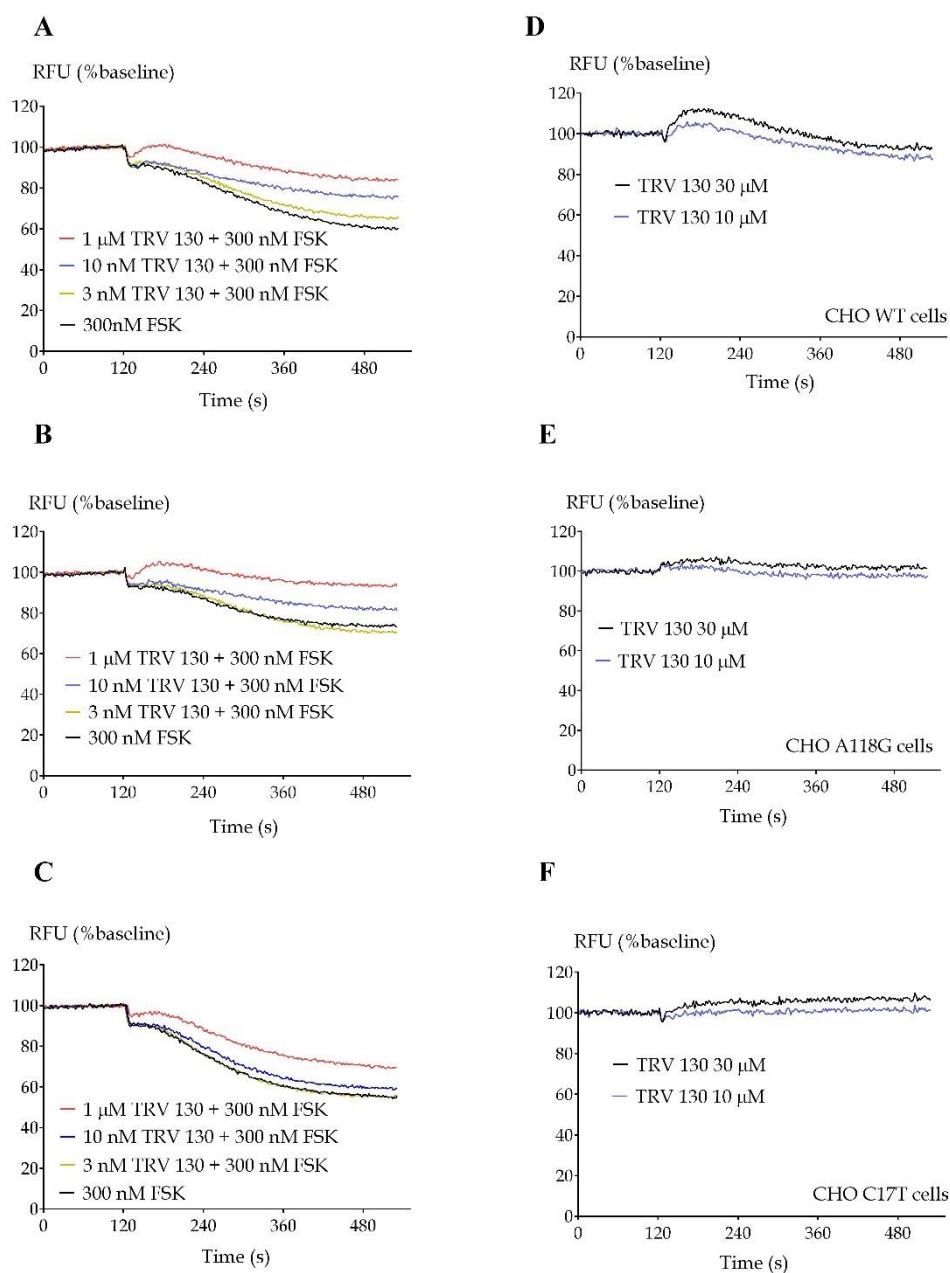 A
RFU (%baseline)
120
100
80
60
40
20
0
1 μM TRV 130 + 300 nM FSK
10 nM TRV 130 + 300 nM FSK
3 nM TRV 130 + 300 nM FSK
300nM FSK
0 120 240 360 480
Time (s)
D
RFU (%baseline)
120
100
80
60
40
20
0
TRV 130 30 μM
TRV 130 10 μM
CHO WT cells
0 120 240 360 480
Time (s)
B
RFU (%baseline)
120
100
80
60
40
20
0
1 μM TRV 130 + 300 nM FSK
10 nM TRV 130 + 300 nM FSK
3 nM TRV 130 + 300 nM FSK
300 nM FSK
0 120 240 360 480
Time (s)
E
RFU (%baseline)
120
100
80
60
40
20
0
TRV 130 30 μM
TRV 130 10 μM
CHO A118G cells
0 120 240 360 480
Time (s)
C
RFU (%baseline)
120
100
80
60
40
20
0
1 μM TRV 130 + 300 nM FSK
10 nM TRV 130 + 300 nM FSK
3 nM TRV 130 + 300 nM FSK
300 nM FSK
0 120 240 360 480
Time (s)
F
RFU (%baseline)
120
100
80
60
40
20
0
TRV 130 30 μM
TRV 130 10 μM
CHO C17T cells
0 120 240 360 480
Time (s)